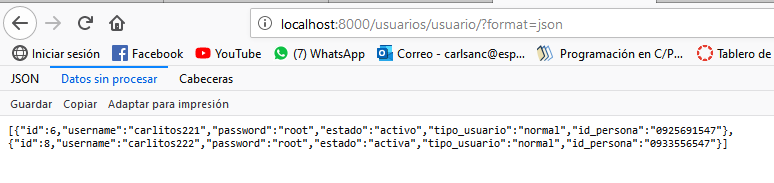 localhost:8000/usuarios/usuario/?format=json
Iniciar sesión Facebook YouTube (7) WhatsApp Correo - carlsanc@esp... Programación en C/P... Tablero de
JSON Datos sin procesar Cabeceras
Guardar Copiar Adaptar para impresión
[{"id":6,"username":"carlitos221","password":"root","estado":"activo","tipo_usuario":"normal","id_persona":"0925691547"},
{"id":8,"username":"carlitos222","password":"root","estado":"activa","tipo_usuario":"normal","id_persona":"0933556547"}]